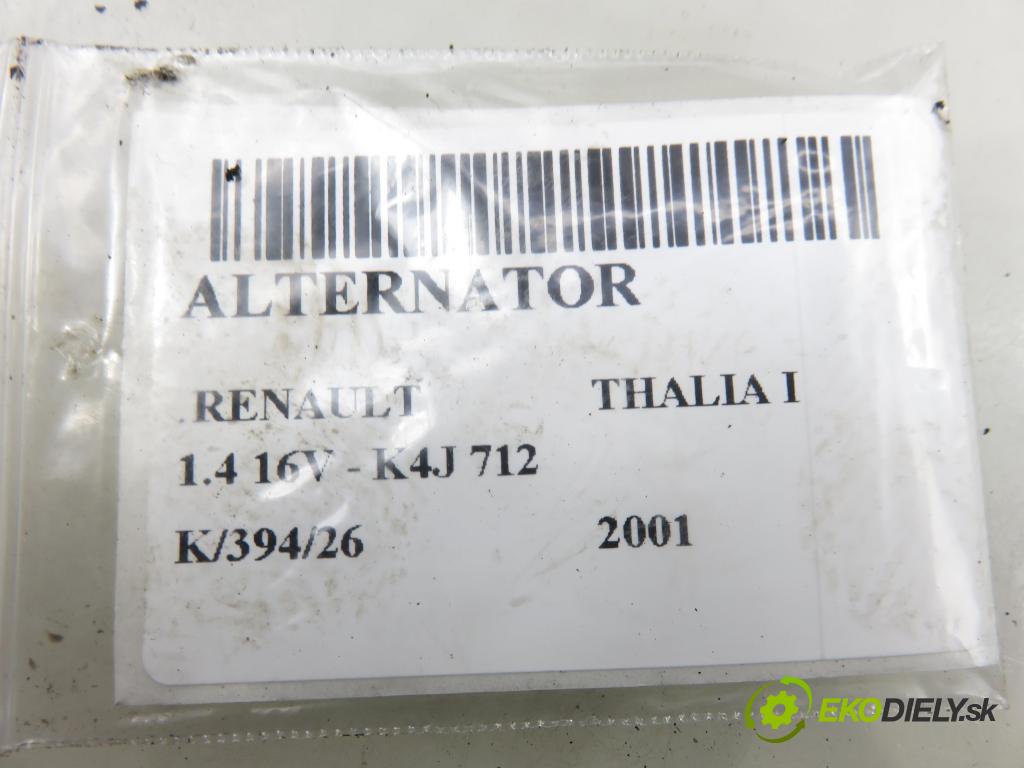 ALTERNATOR
RENAULT THALIA I
1.4 16V - K4J 712
K/394/26 2001
EKODIELY.sk